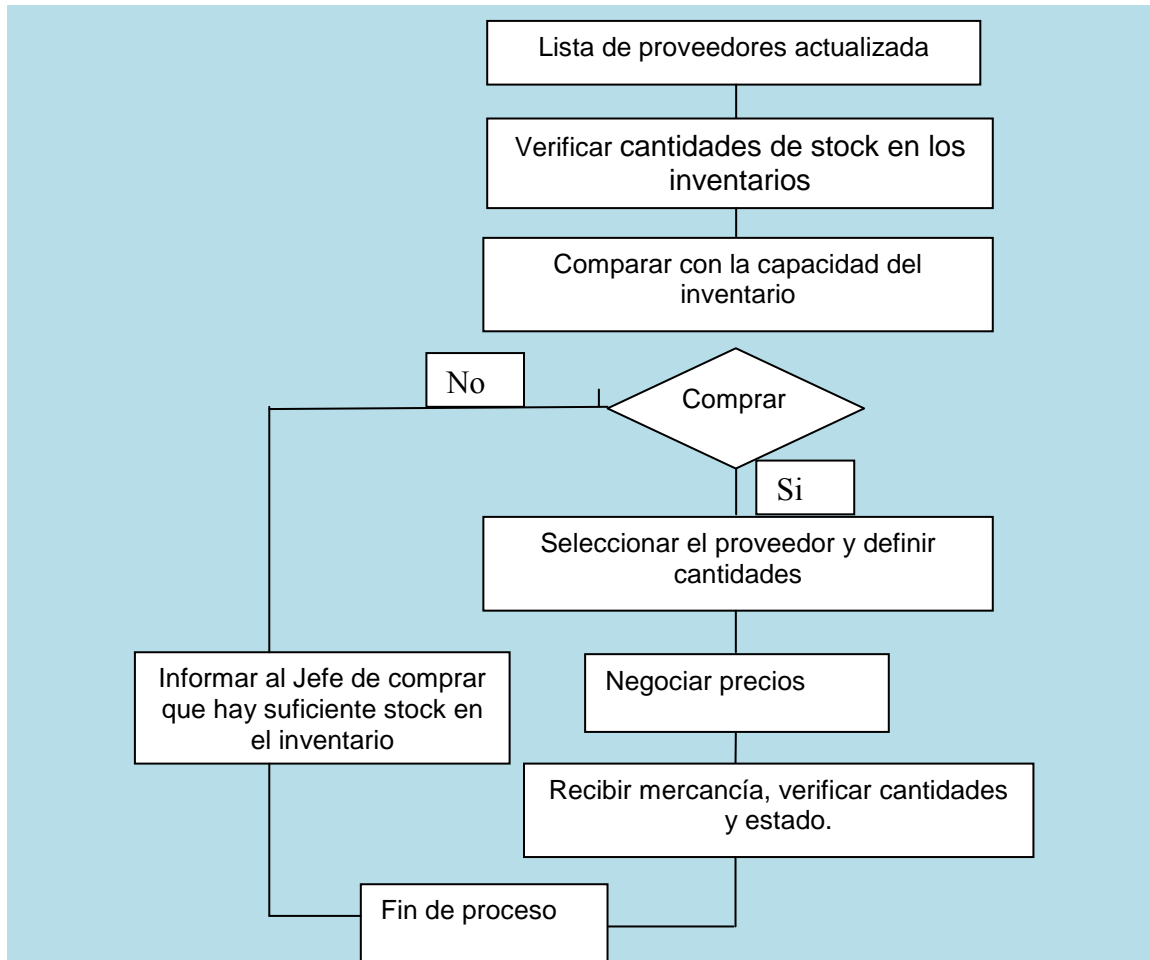 Lista de proveedores actualizada
Verificar cantidades de stock en los
inventarios
Comparar con la capacidad del
inventario
No
Comprar
Si
Seleccionar el proveedor y definir
cantidades
Informar al Jefe de comprar
que hay suficiente stock en
el inventario
Negociar precios
Recibir mercancía, verificar cantidades
y estado.
Fin de proceso